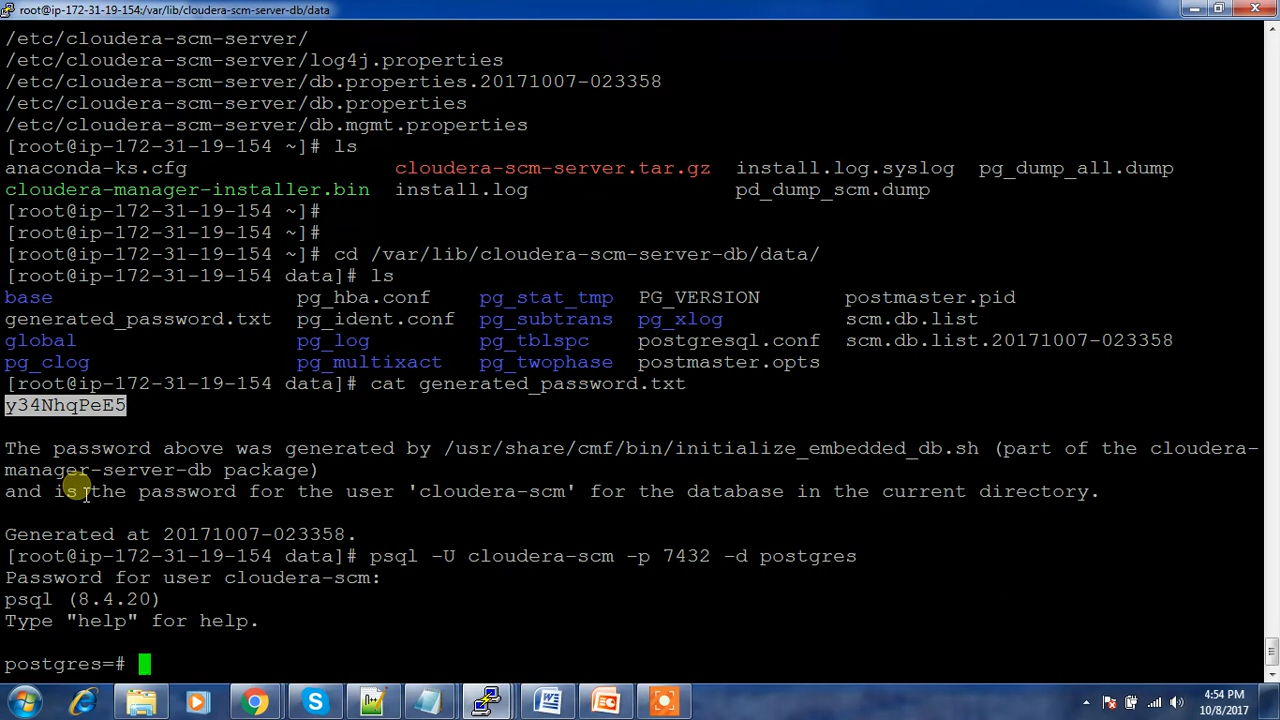 root@ip-172-31-19-154:/var/lib/cloudera-scm-server-db/data
/etc/cloudera-scm-server/
/etc/cloudera-scm-server/log4j.properties
/etc/cloudera-scm-server/db.properties.20171007-023358
/etc/cloudera-scm-server/db.properties
/etc/cloudera-scm-server/db.mgmt.properties
[root@ip-172-31-19-154 ~]# ls
anaconda-ks.cfg cloudera-scm-server.tar.gz install.log.syslog pg_dump_all.dump
cloudera-manager-installer.bin install.log pd_dump_scm.dump
[root@ip-172-31-19-154 ~]#
[root@ip-172-31-19-154 ~]#
[root@ip-172-31-19-154 ~]# cd /var/lib/cloudera-scm-server-db/data/
[root@ip-172-31-19-154 data]# ls
base pg_hba.conf pg_stat_tmp PG_VERSION postmaster.pid
generated_password.txt pg_ident.conf pg_subtrans pg_xlog scm.db.list
global pg_log pg_tblspc postgresql.conf scm.db.list.20171007-023358
pg_clog pg_multixact pg_twophase postmaster.opts
[root@ip-172-31-19-154 data]# cat generated_password.txt
y34NhqPeE5
The password above was generated by /usr/share/cmf/bin/initialize_embedded_db.sh (part of the cloudera-
manager-server-db package)
and is the password for the user 'cloudera-scm' for the database in the current directory.
Generated at 20171007-023358.
[root@ip-172-31-19-154 data]# psql -U cloudera-scm -p 7432 -d postgres
Password for user cloudera-scm:
psql (8.4.20)
Type "help" for help.
postgres=#
4:54 PM
10/8/2017